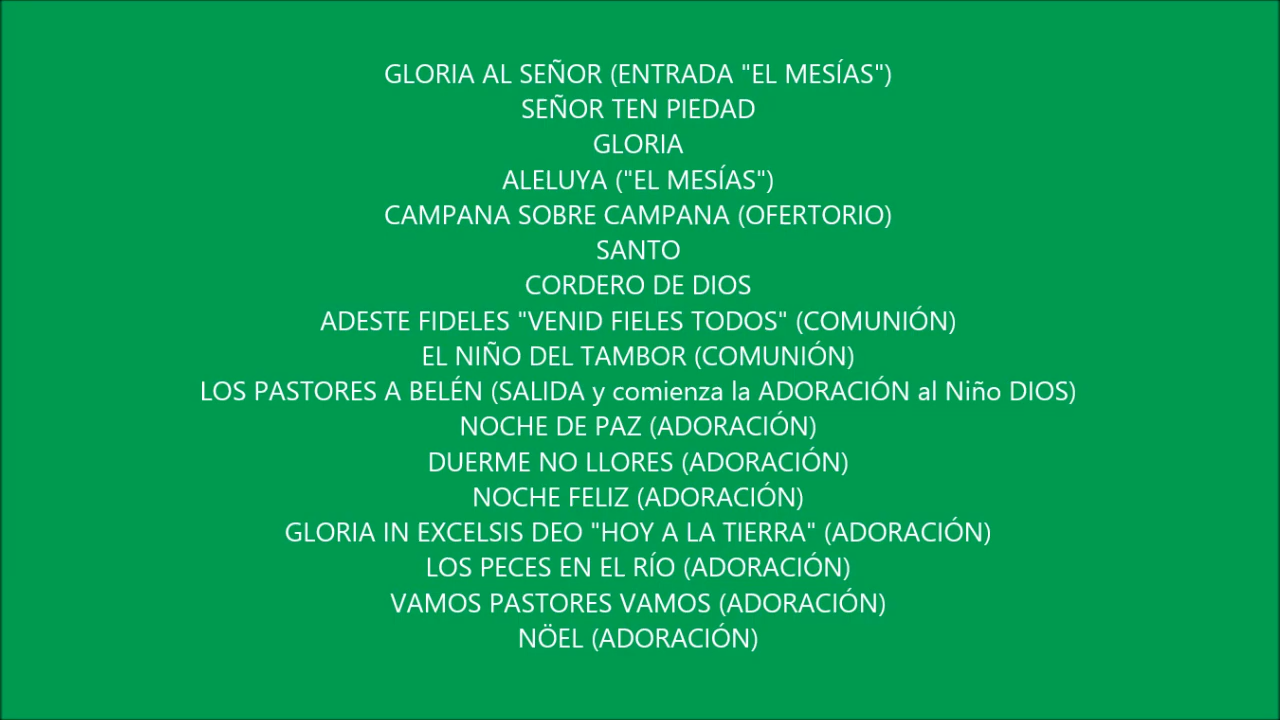 GLORIA AL SEÑOR (ENTRADA "EL MESÍAS")
SEÑOR TEN PIEDAD
GLORIA
ALELUYA ("EL MESÍAS")
CAMPANA SOBRE CAMPANA (OFERTORIO)
SANTO
CORDERO DE DIOS
ADESTE FIDELES "VENID FIELES TODOS" (COMUNIÓN)
EL NIÑO DEL TAMBOR (COMUNIÓN)
LOS PASTORES A BELÉN (SALIDA y comienza la ADORACIÓN al Niño DIOS)
NOCHE DE PAZ (ADORACIÓN)
DUERME NO LLORES (ADORACIÓN)
NOCHE FELIZ (ADORACIÓN)
GLORIA IN EXCELSIS DEO "HOY A LA TIERRA" (ADORACIÓN)
LOS PECES EN EL RÍO (ADORACIÓN)
VAMOS PASTORES VAMOS (ADORACIÓN)
NÖEL (ADORACIÓN)